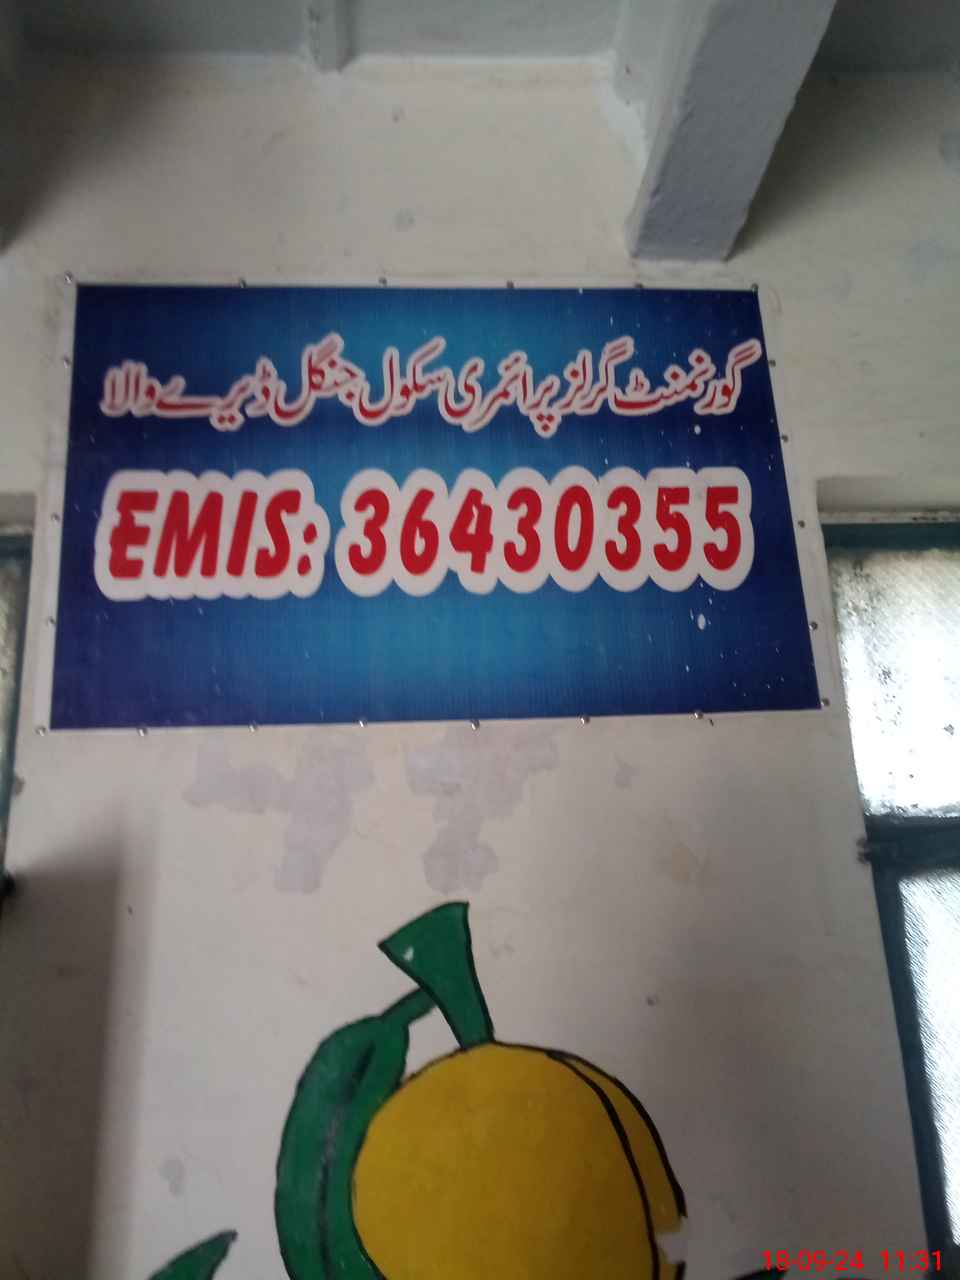 گورنمنٹ گرلز پرائمری سکول جنگل ڈیرے والا
EMIS: 36430355
18-09-24 11:31